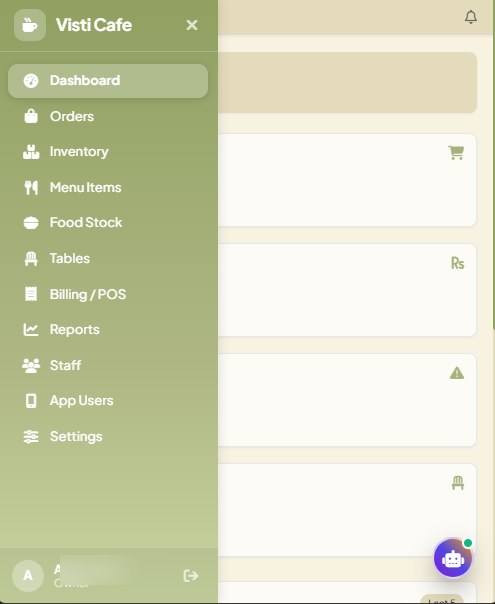 Visti Cafe
Dashboard
Orders
Inventory
Menu Items
Food Stock
₨
Tables
Billing / POS
Reports
Staff
App Users
Settings
A